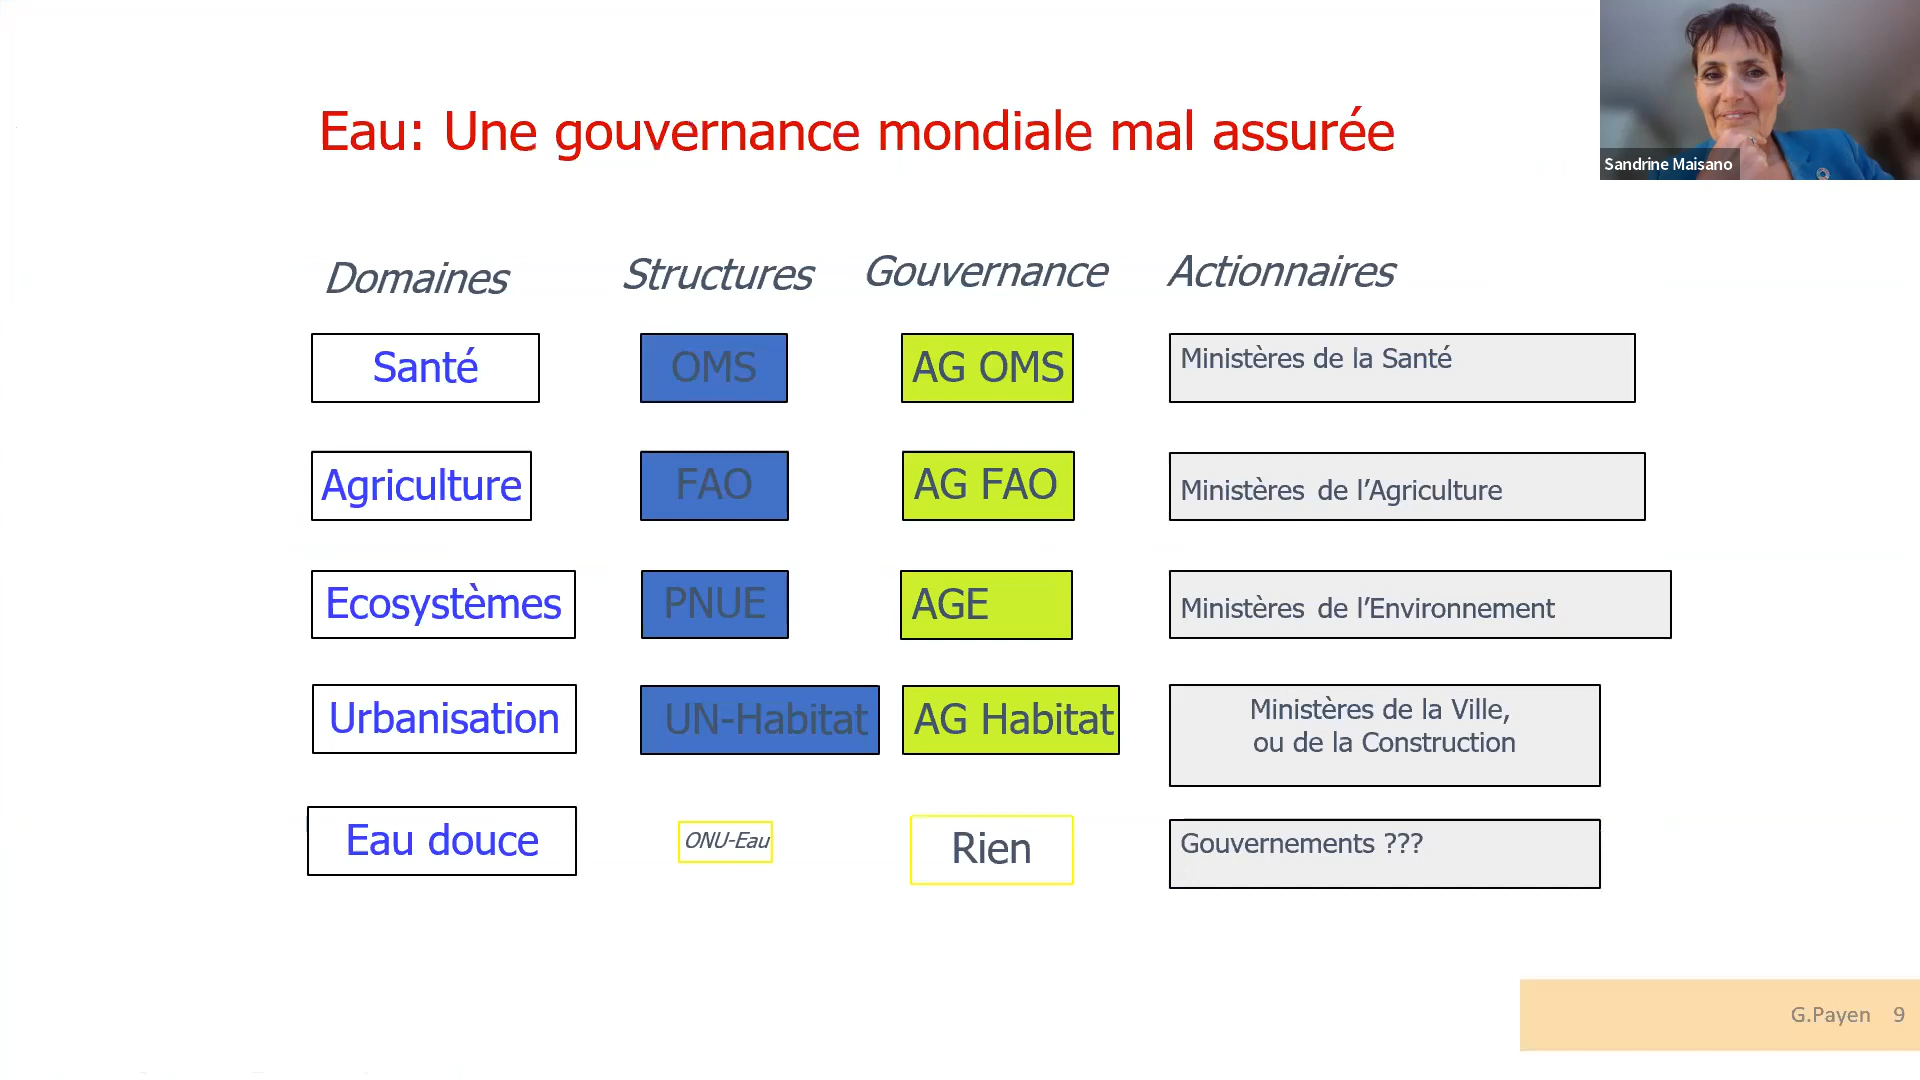 Eau: Une gouvernance mondiale mal assurée
Sandrine Maisano
Domaines Structures Gouvernance Actionnaires
Santé OMS AG OMS Ministères de la Santé
Agriculture FAO AG FAO Ministères de l’Agriculture
Ecosystèmes PNUE AGE Ministères de l’Environnement
Urbanisation UN-Habitat AG Habitat Ministères de la Ville,
ou de la Construction
Eau douce ONU-Eau Rien Gouvernements ???
G.Payen 9